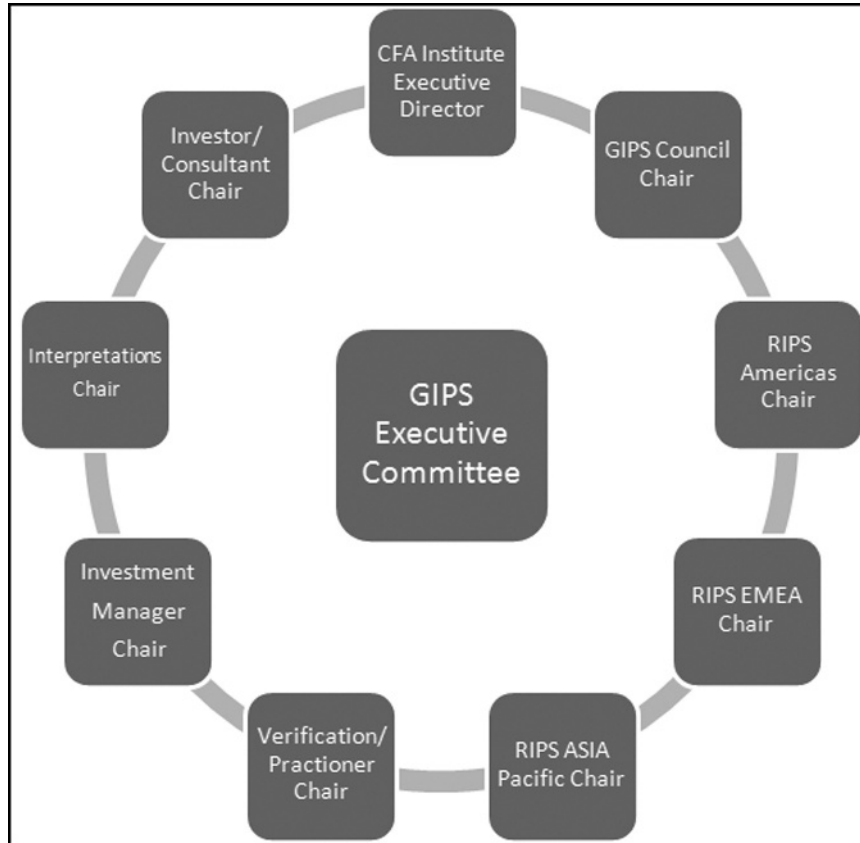 CFA Institute
Executive
Director
GIPS Council
Chair
RIPS
Americas
Chair
RIPS EMEA
Chair
RIPS ASIA
Pacific Chair
Verification/
Practioner
Chair
Investment
Manager
Chair
Interpretations
Chair
Investor/
Consultant
Chair
GIPS
Executive
Committee